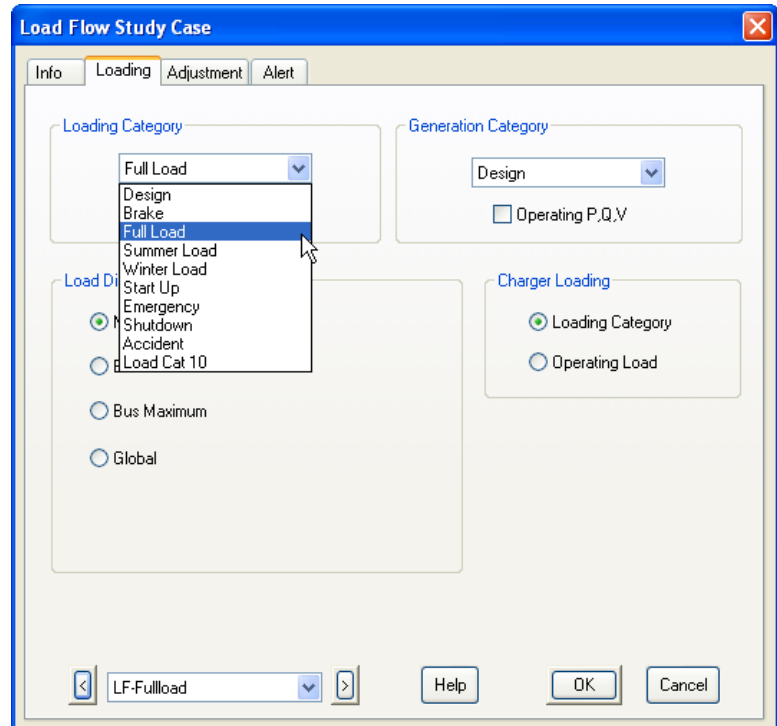 Load Flow Study Case
Info Loading Adjustment Alert
Loading Category
Full Load
Design
Brake
Full Load
Summer Load
Winter Load
Start Up
Emergency
Shutdown
Accident
Load Cat 10
Generation Category
Design
Operating P,Q,V
Load Di
Bus Maximum
Global
Charger Loading
Loading Category
Operating Load
< LF-Fullload > Help OK Cancel